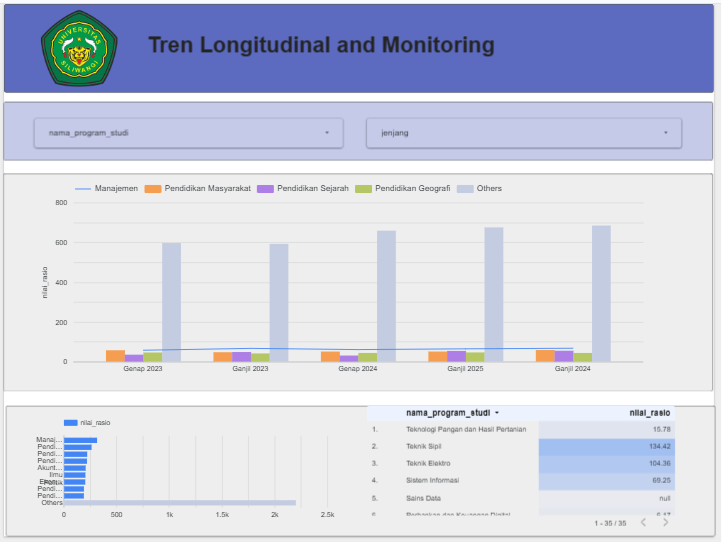 UNIVERSITAS
SILIWANGI
Tren Longitudinal and Monitoring
nama_program_studi
jenjang
Manajemen Pendidikan Masyarakat Pendidikan Sejarah Pendidikan Geografi Others
800
600
400
200
0
nilai_rasio
Genap 2023 Ganjil 2023 Genap 2024 Ganjil 2025 Ganjil 2024
nilai_rasio
Manaj...
Pendi...
Pendi...
Pendi...
Akunt...
Ilmu
Politik
Pendi...
Pendi...
Others
0 500 1k 1.5k 2k 2.5k
nama_program_studi nilai_rasio
1. Teknologi Pangan dan Hasil Pertanian 15.78
2. Teknik Sipil 134.42
3. Teknik Elektro 104.36
4. Sistem Informasi 69.25
5. Sains Data null
6. Perbankan dan Keuangan Digital 6.17
1 - 35 / 35